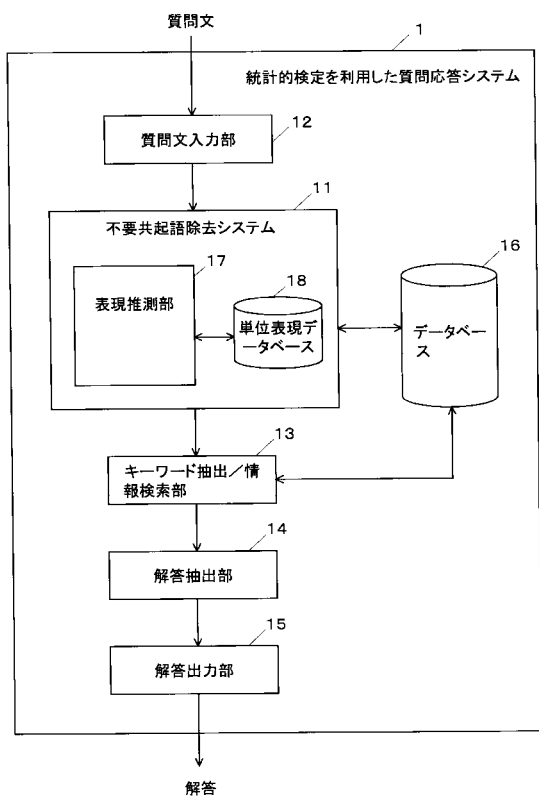 質問文
1
統計的検定を利用した質問応答システム
質問文入力部
12
11
不要共起語除去システム
17
表現推測部
18
単位表現デ
ータベース
16
データベー
ス
13
キーワード抽出/情
報検索部
14
解答抽出部
15
解答出力部
解答